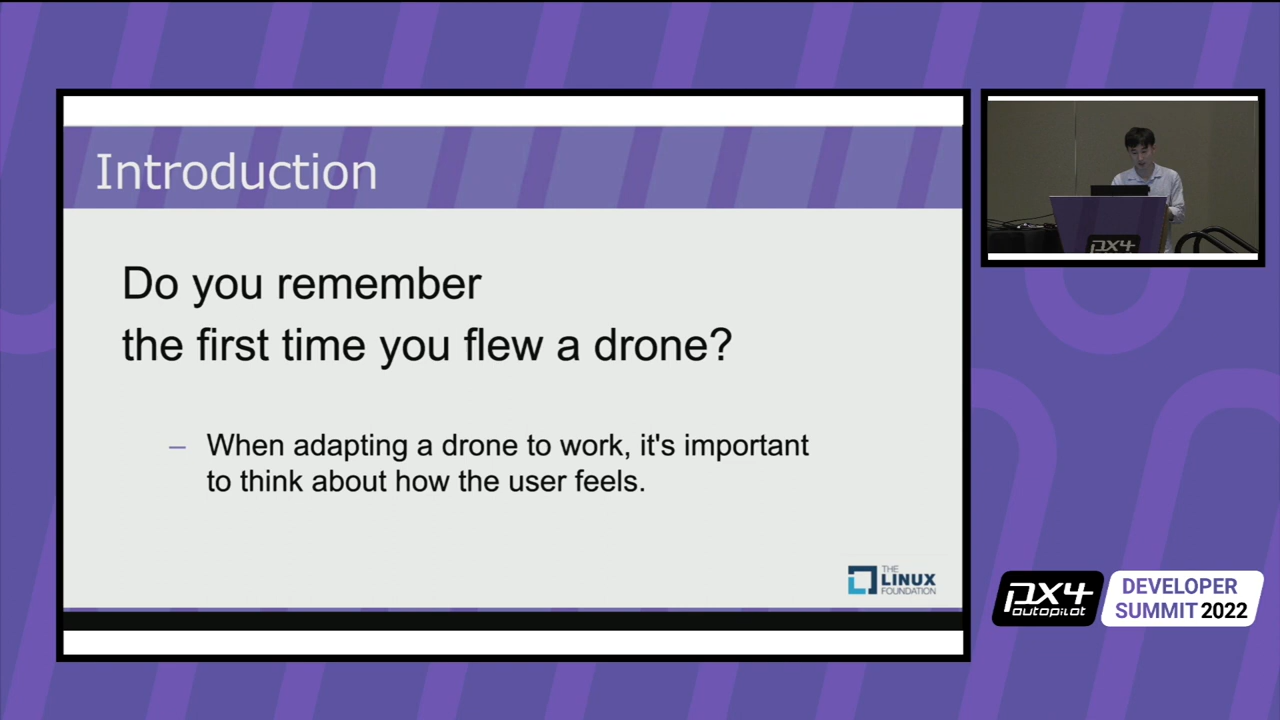 Introduction
Do you remember
the first time you flew a drone?
– When adapting a drone to work, it's important
to think about how the user feels.
THE
LINUX
FOUNDATION
PX4
PX4
autopilot
DEVELOPER
SUMMIT 2022